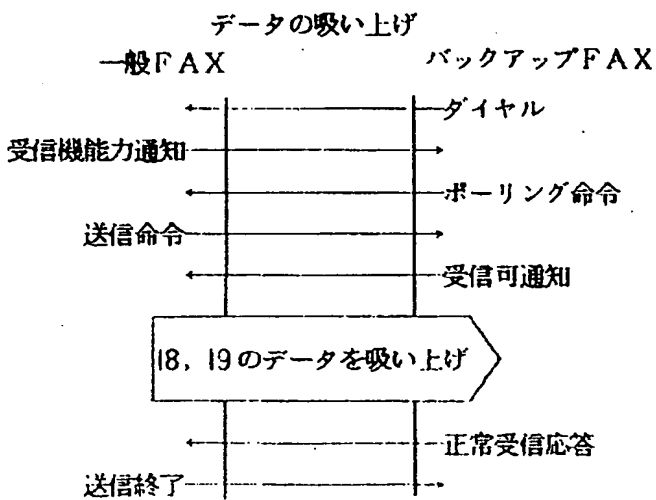 データの吸い上げ
一般FAX
バックアップFAX
ダイヤル
受信機能力通知
ポーリング命令
送信命令
受信可通知
18,19のデータを吸い上げ
正常受信応答
送信終了